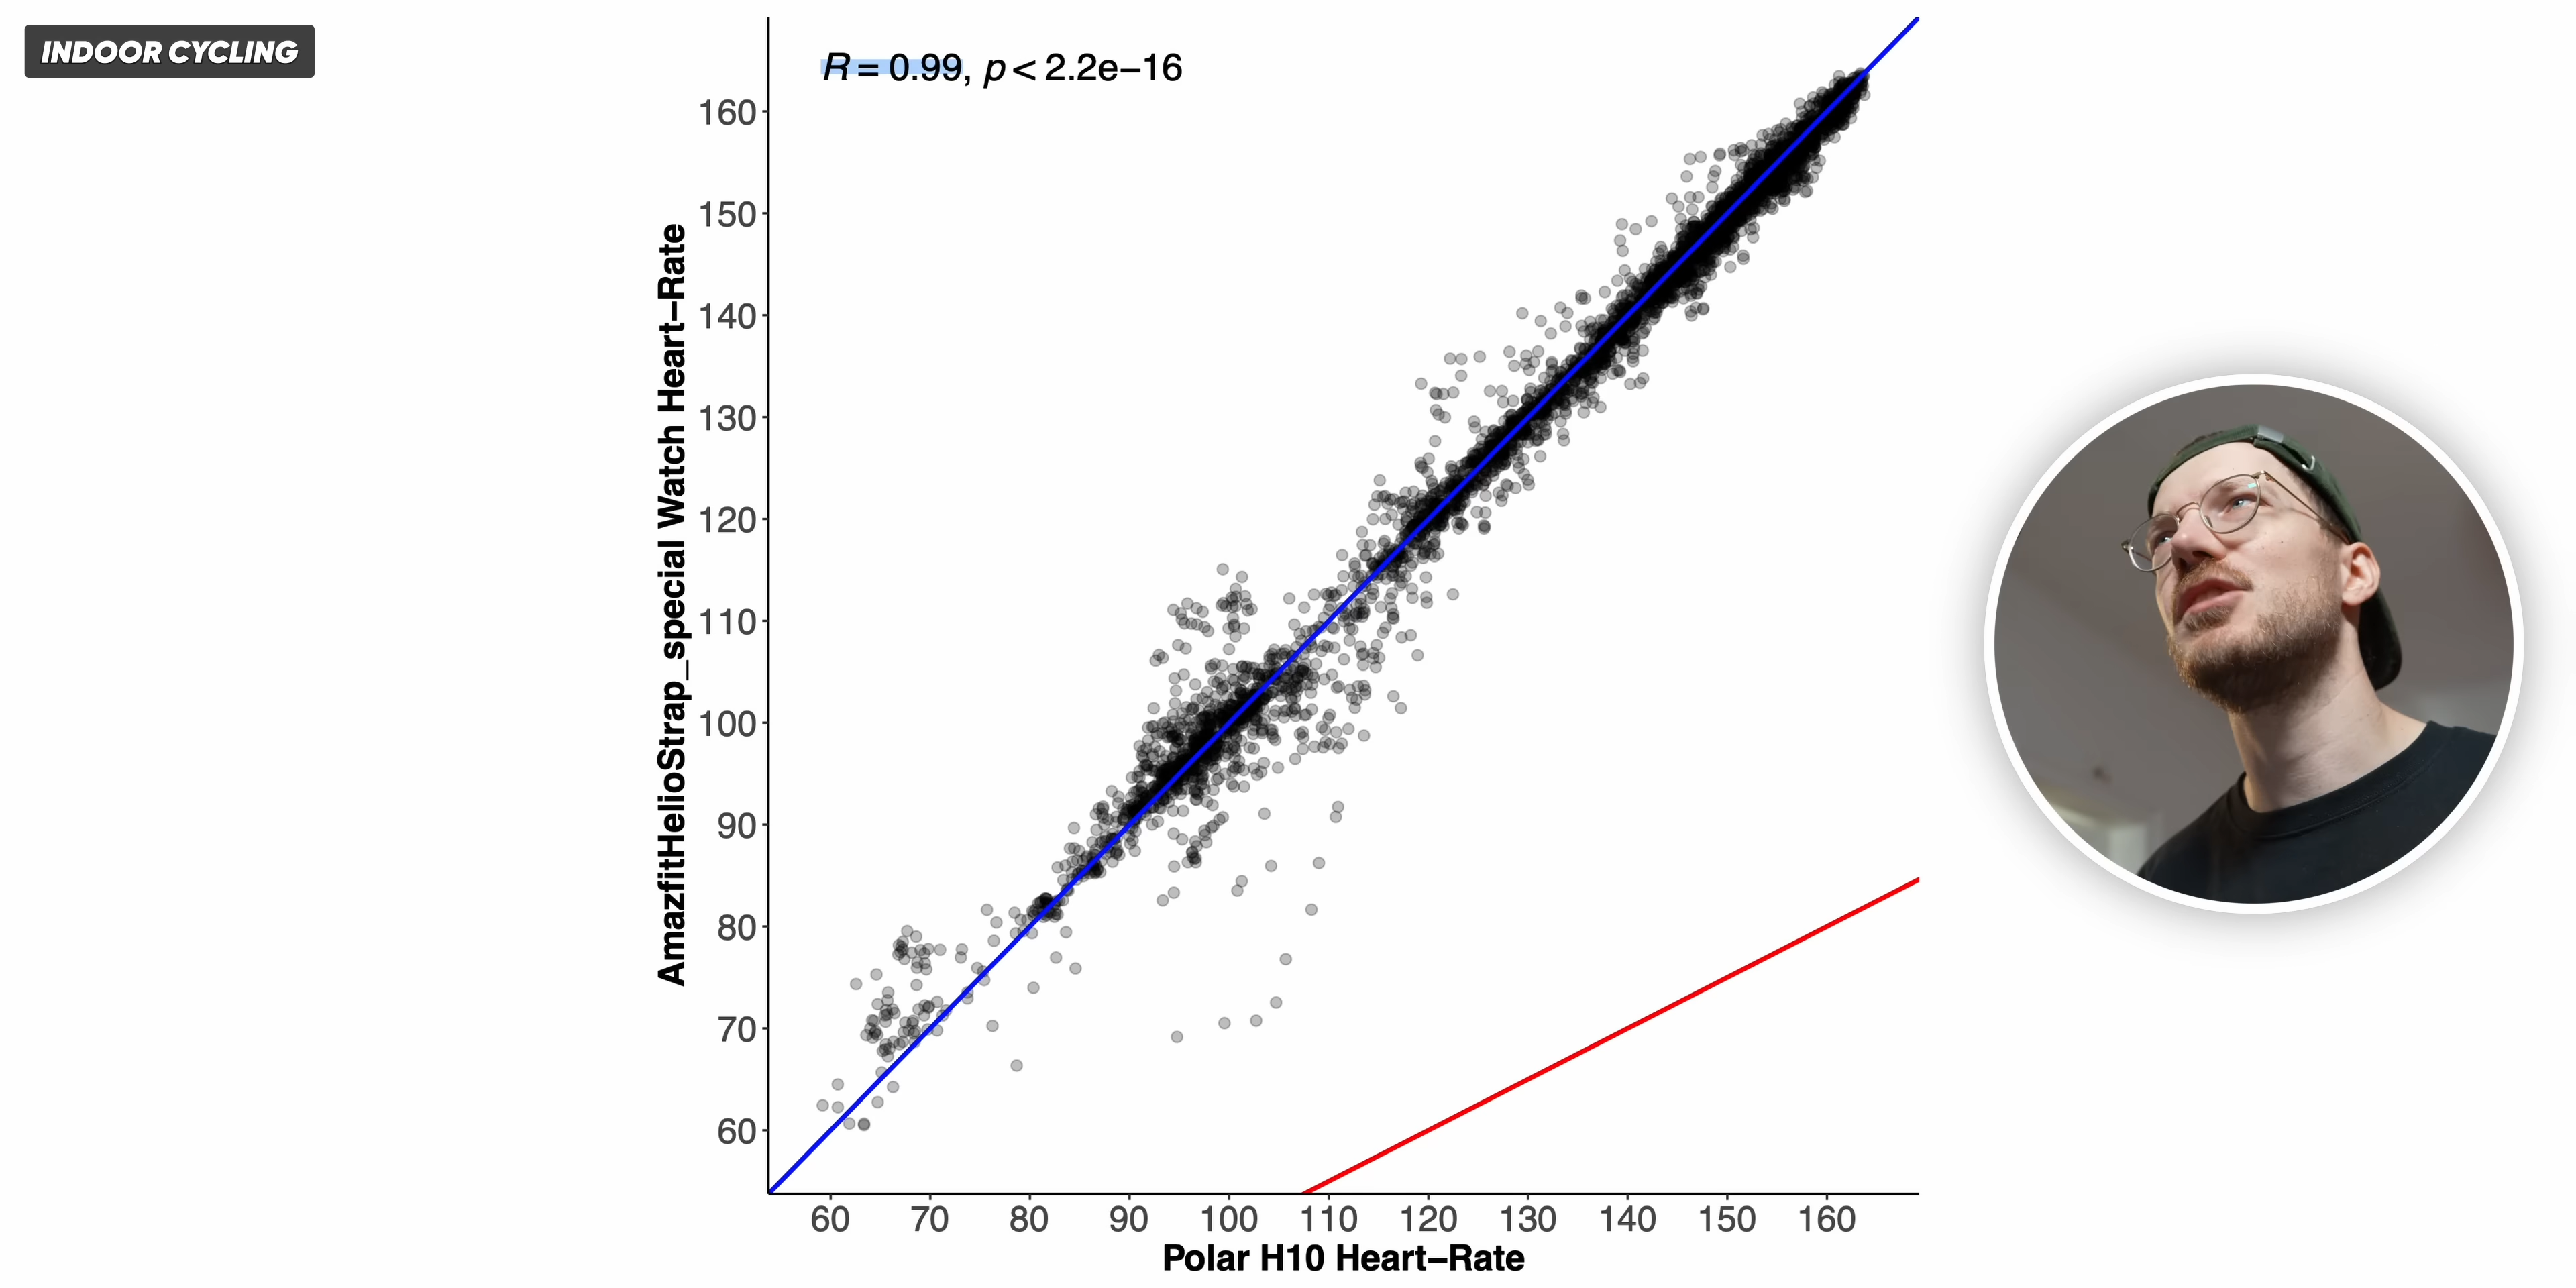 INDOOR CYCLING
R = 0.99, p < 2.2e−16
AmazfitHelioStrap_special Watch Heart−Rate
160
150
140
130
120
110
100
90
80
70
60
60 70 80 90 100 110 120 130 140 150 160
Polar H10 Heart−Rate